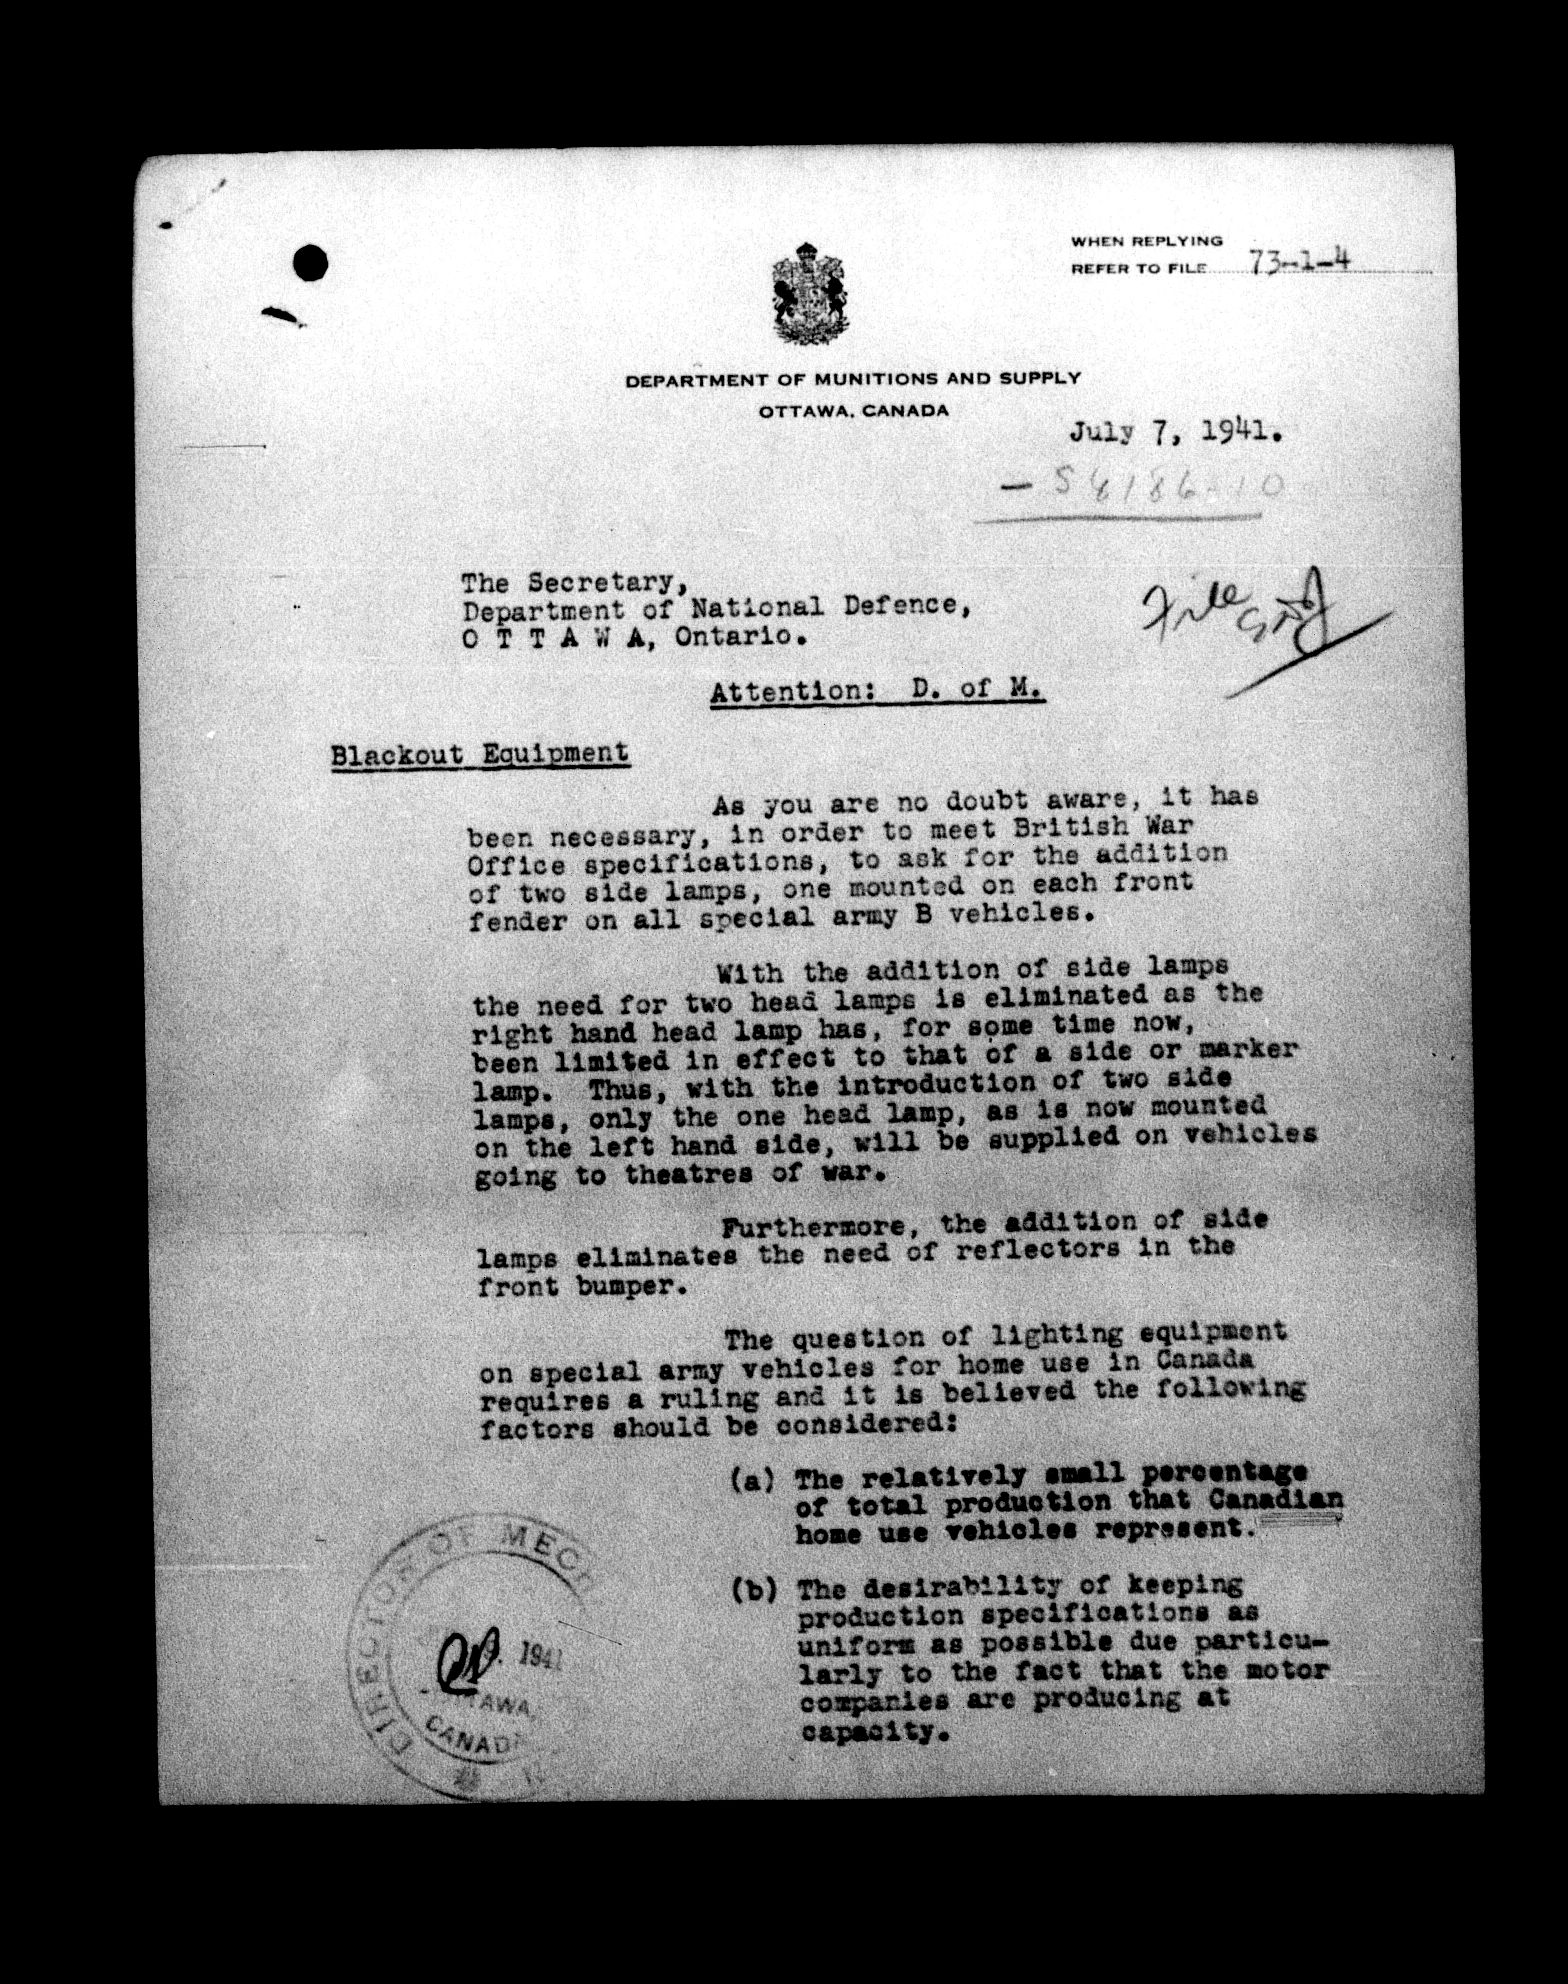 WHEN REPLYING
REFER TO FILE 73-1-4
DEPARTMENT OF MUNITIONS AND SUPPLY
OTTAWA, CANADA
July 7, 1941.
The Secretary,
Department of National Defence,
O T T A W A, Ontario.
File
Attention: D. of M.
Blackout Equipment
As you are no doubt aware, it has
been necessary, in order to meet British War
Office specifications, to ask for the addition
of two side lamps, one mounted on each front
fender on all special army B vehicles.
With the addition of side lamps
the need for two head lamps is eliminated as the
right hand head lamp has, for some time now,
been limited in effect to that of a side or marker
lamp. Thus, with the introduction of two side
lamps, only the one head lamp, as is now mounted
on the left hand side, will be supplied on vehicles
going to theatres of war.
Furthermore, the addition of side
lamps eliminates the need of reflectors in the
front bumper.
The question of lighting equipment
on special army vehicles for home use in Canada
requires a ruling and it is believed the following
factors should be considered:
(a) The relatively small percentage
of total production that Canadian
home use vehicles represent.
(b) The desirability of keeping
production specifications as
uniform as possible due particu-
larly to the fact that the motor
companies are producing at
capacity.
DIRECTOR OF MECH
1941
CANADA